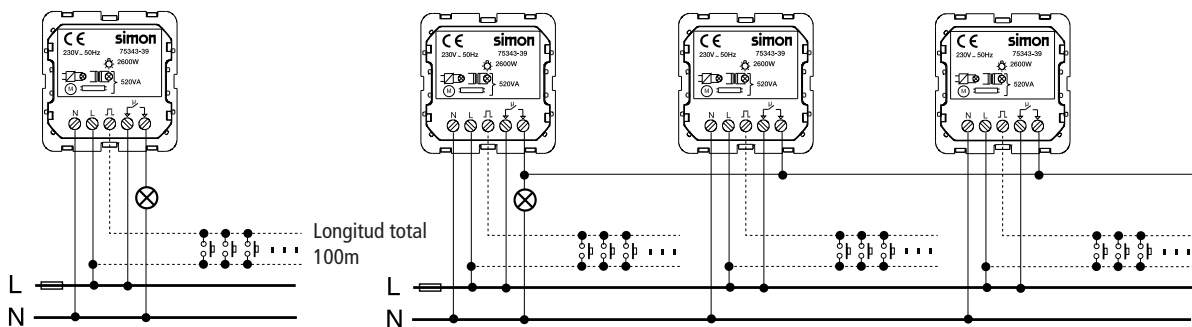 CE simon
230V~ 50Hz 75343-39
2600W
520VA
M
μ
N L
Longitud total
100m
L
N
CE simon
230V~ 50Hz 75343-39
2600W
520VA
M
μ
N L
CE simon
230V~ 50Hz 75343-39
2600W
520VA
M
μ
N L
CE simon
230V~ 50Hz 75343-39
2600W
520VA
M
μ
N L
L
N